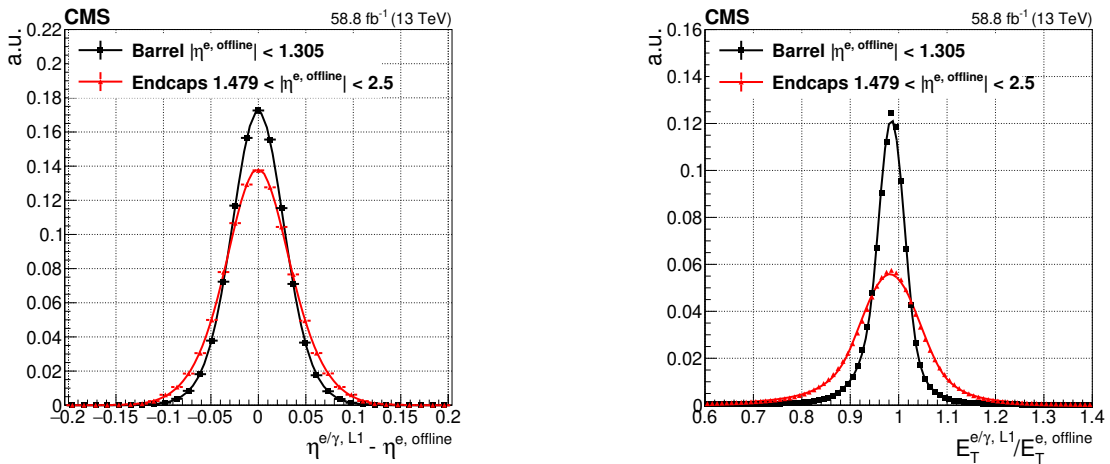 CMS 58.8 fb⁻¹ (13 TeV)
a.u.
0.22
0.2
0.18
0.16
0.14
0.12
0.1
0.08
0.06
0.04
0.02
0
Barrel |η^{e, offline}| < 1.305
Endcaps 1.479 < |η^{e, offline}| < 2.5
−0.2 −0.15 −0.1 −0.05 0 0.05 0.1 0.15 0.2
η^{e/γ, L1} - η^{e, offline}
CMS 58.8 fb⁻¹ (13 TeV)
a.u.
0.16
0.14
0.12
0.1
0.08
0.06
0.04
0.02
0
Barrel |η^{e, offline}| < 1.305
Endcaps 1.479 < |η^{e, offline}| < 2.5
0.6 0.7 0.8 0.9 1 1.1 1.2 1.3 1.4
E_T^{e/γ, L1}/E_T^{e, offline}